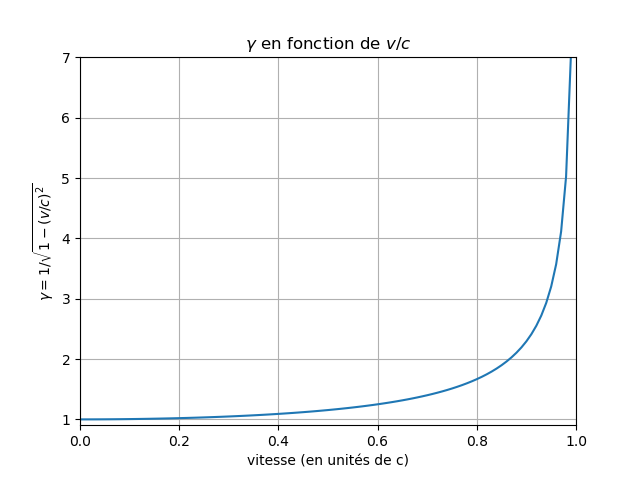 γ en fonction de v/c
7
6
5
4
3
2
1
γ = 1/√1 − (v/c)²
0.0 0.2 0.4 0.6 0.8 1.0
vitesse (en unités de c)